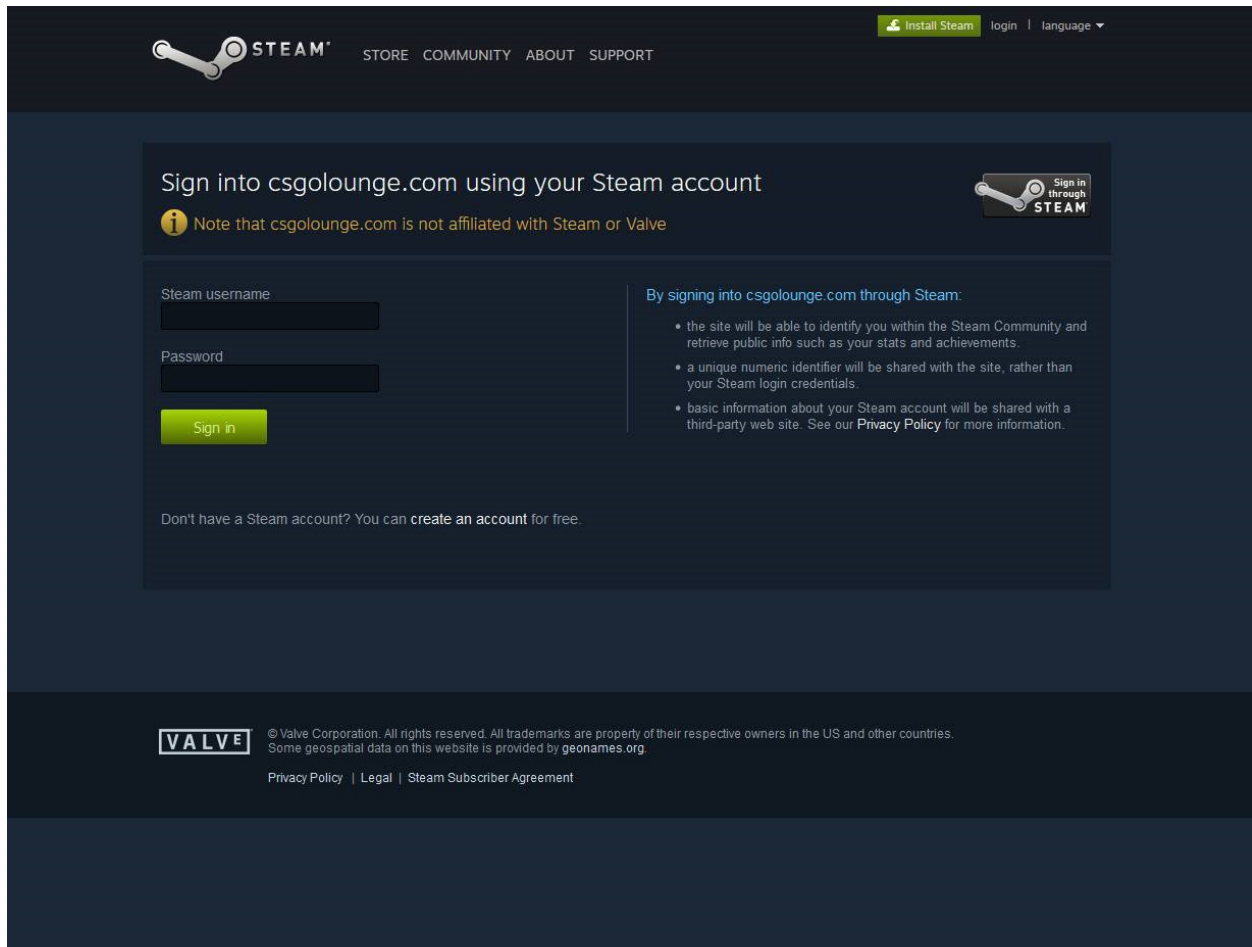 Install Steam login | language
STEAM® STORE COMMUNITY ABOUT SUPPORT
Sign into csgolounge.com using your Steam account
Note that csgolounge.com is not affiliated with Steam or Valve
Sign in
through
STEAM
Steam username
Password
Sign in
By signing into csgolounge.com through Steam:
• the site will be able to identify you within the Steam Community and
retrieve public info such as your stats and achievements.
• a unique numeric identifier will be shared with the site, rather than
your Steam login credentials.
• basic information about your Steam account will be shared with a
third-party web site. See our Privacy Policy for more information.
Don't have a Steam account? You can create an account for free.
VALVE
© Valve Corporation. All rights reserved. All trademarks are property of their respective owners in the US and other countries.
Some geospatial data on this website is provided by geonames.org.
Privacy Policy | Legal | Steam Subscriber Agreement